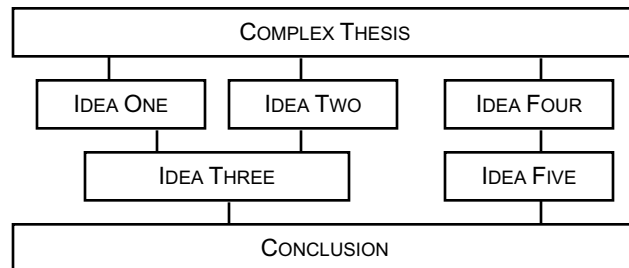 COMPLEX THESIS
IDEA ONE
IDEA TWO
IDEA FOUR
IDEA THREE
IDEA FIVE
CONCLUSION